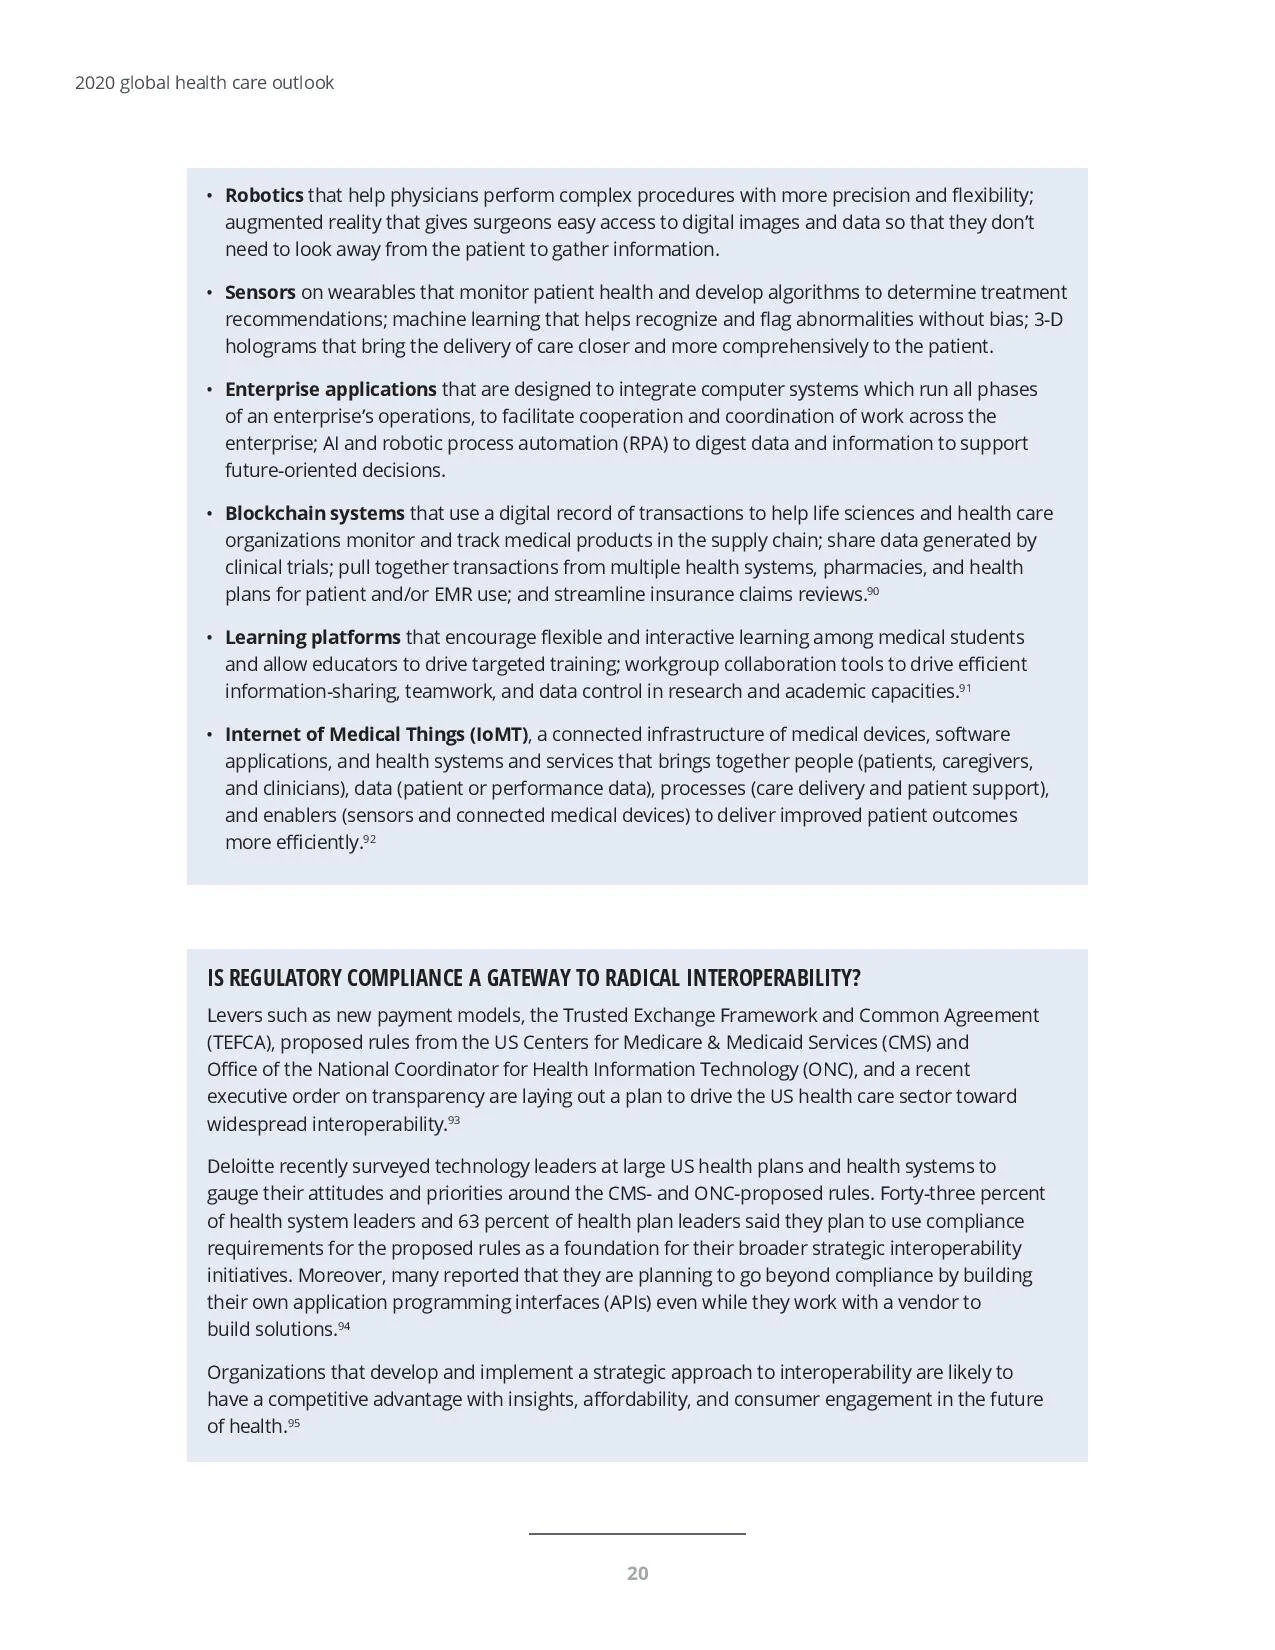 2020 global health care outlook
• Robotics that help physicians perform complex procedures with more precision and flexibility;
augmented reality that gives surgeons easy access to digital images and data so that they don’t
need to look away from the patient to gather information.
• Sensors on wearables that monitor patient health and develop algorithms to determine treatment
recommendations; machine learning that helps recognize and flag abnormalities without bias; 3-D
holograms that bring the delivery of care closer and more comprehensively to the patient.
• Enterprise applications that are designed to integrate computer systems which run all phases
of an enterprise’s operations, to facilitate cooperation and coordination of work across the
enterprise; AI and robotic process automation (RPA) to digest data and information to support
future-oriented decisions.
• Blockchain systems that use a digital record of transactions to help life sciences and health care
organizations monitor and track medical products in the supply chain; share data generated by
clinical trials; pull together transactions from multiple health systems, pharmacies, and health
plans for patient and/or EMR use; and streamline insurance claims reviews.90
• Learning platforms that encourage flexible and interactive learning among medical students
and allow educators to drive targeted training; workgroup collaboration tools to drive efficient
information-sharing, teamwork, and data control in research and academic capacities.91
• Internet of Medical Things (IoMT), a connected infrastructure of medical devices, software
applications, and health systems and services that brings together people (patients, caregivers,
and clinicians), data (patient or performance data), processes (care delivery and patient support),
and enablers (sensors and connected medical devices) to deliver improved patient outcomes
more efficiently.92
IS REGULATORY COMPLIANCE A GATEWAY TO RADICAL INTEROPERABILITY?
Levers such as new payment models, the Trusted Exchange Framework and Common Agreement
(TEFCA), proposed rules from the US Centers for Medicare & Medicaid Services (CMS) and
Office of the National Coordinator for Health Information Technology (ONC), and a recent
executive order on transparency are laying out a plan to drive the US health care sector toward
widespread interoperability.93
Deloitte recently surveyed technology leaders at large US health plans and health systems to
gauge their attitudes and priorities around the CMS- and ONC-proposed rules. Forty-three percent
of health system leaders and 63 percent of health plan leaders said they plan to use compliance
requirements for the proposed rules as a foundation for their broader strategic interoperability
initiatives. Moreover, many reported that they are planning to go beyond compliance by building
their own application programming interfaces (APIs) even while they work with a vendor to
build solutions.94
Organizations that develop and implement a strategic approach to interoperability are likely to
have a competitive advantage with insights, affordability, and consumer engagement in the future
of health.95
20